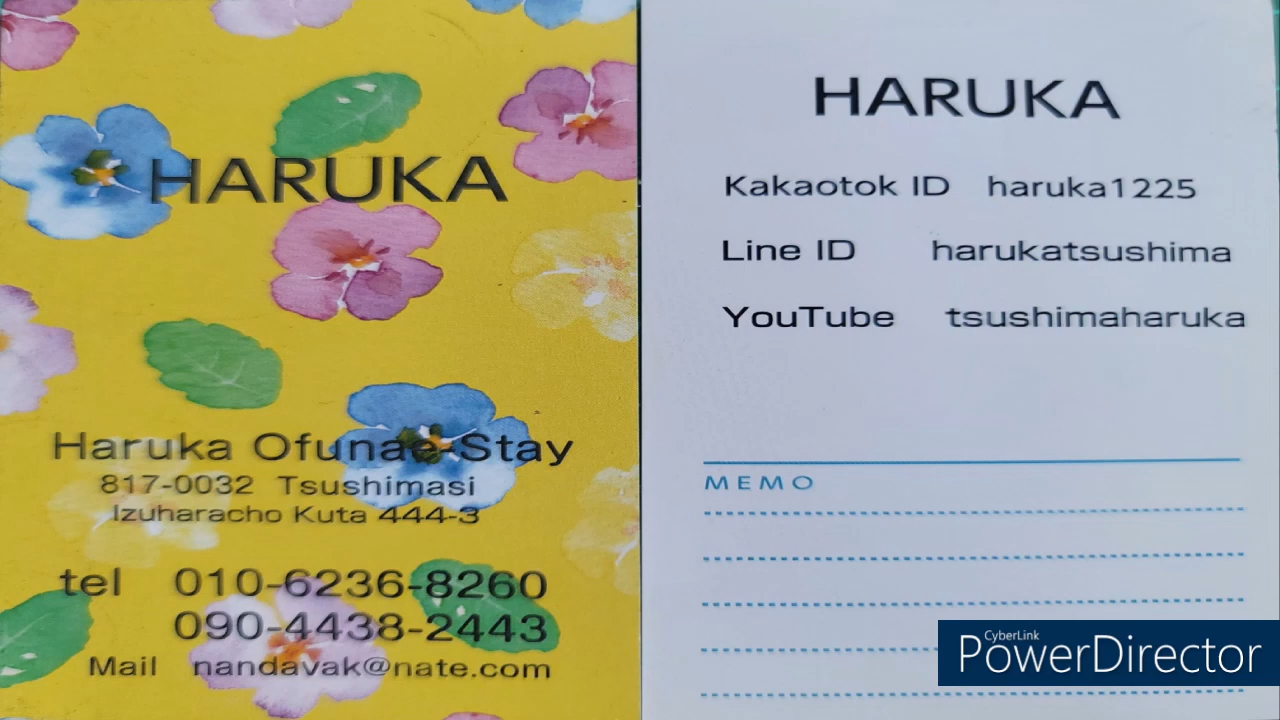 HARUKA
Haruka Ofunae-Stay
817-0032 Tsushimasi
Izuharacho Kuta 444-3
tel 010-6236-8260
090-4438-2443
Mail nandavak@nate.com
HARUKA
Kakaotok ID haruka1225
Line ID harukatsushima
YouTube tsushimaharuka
MEMO
CyberLink
PowerDirector